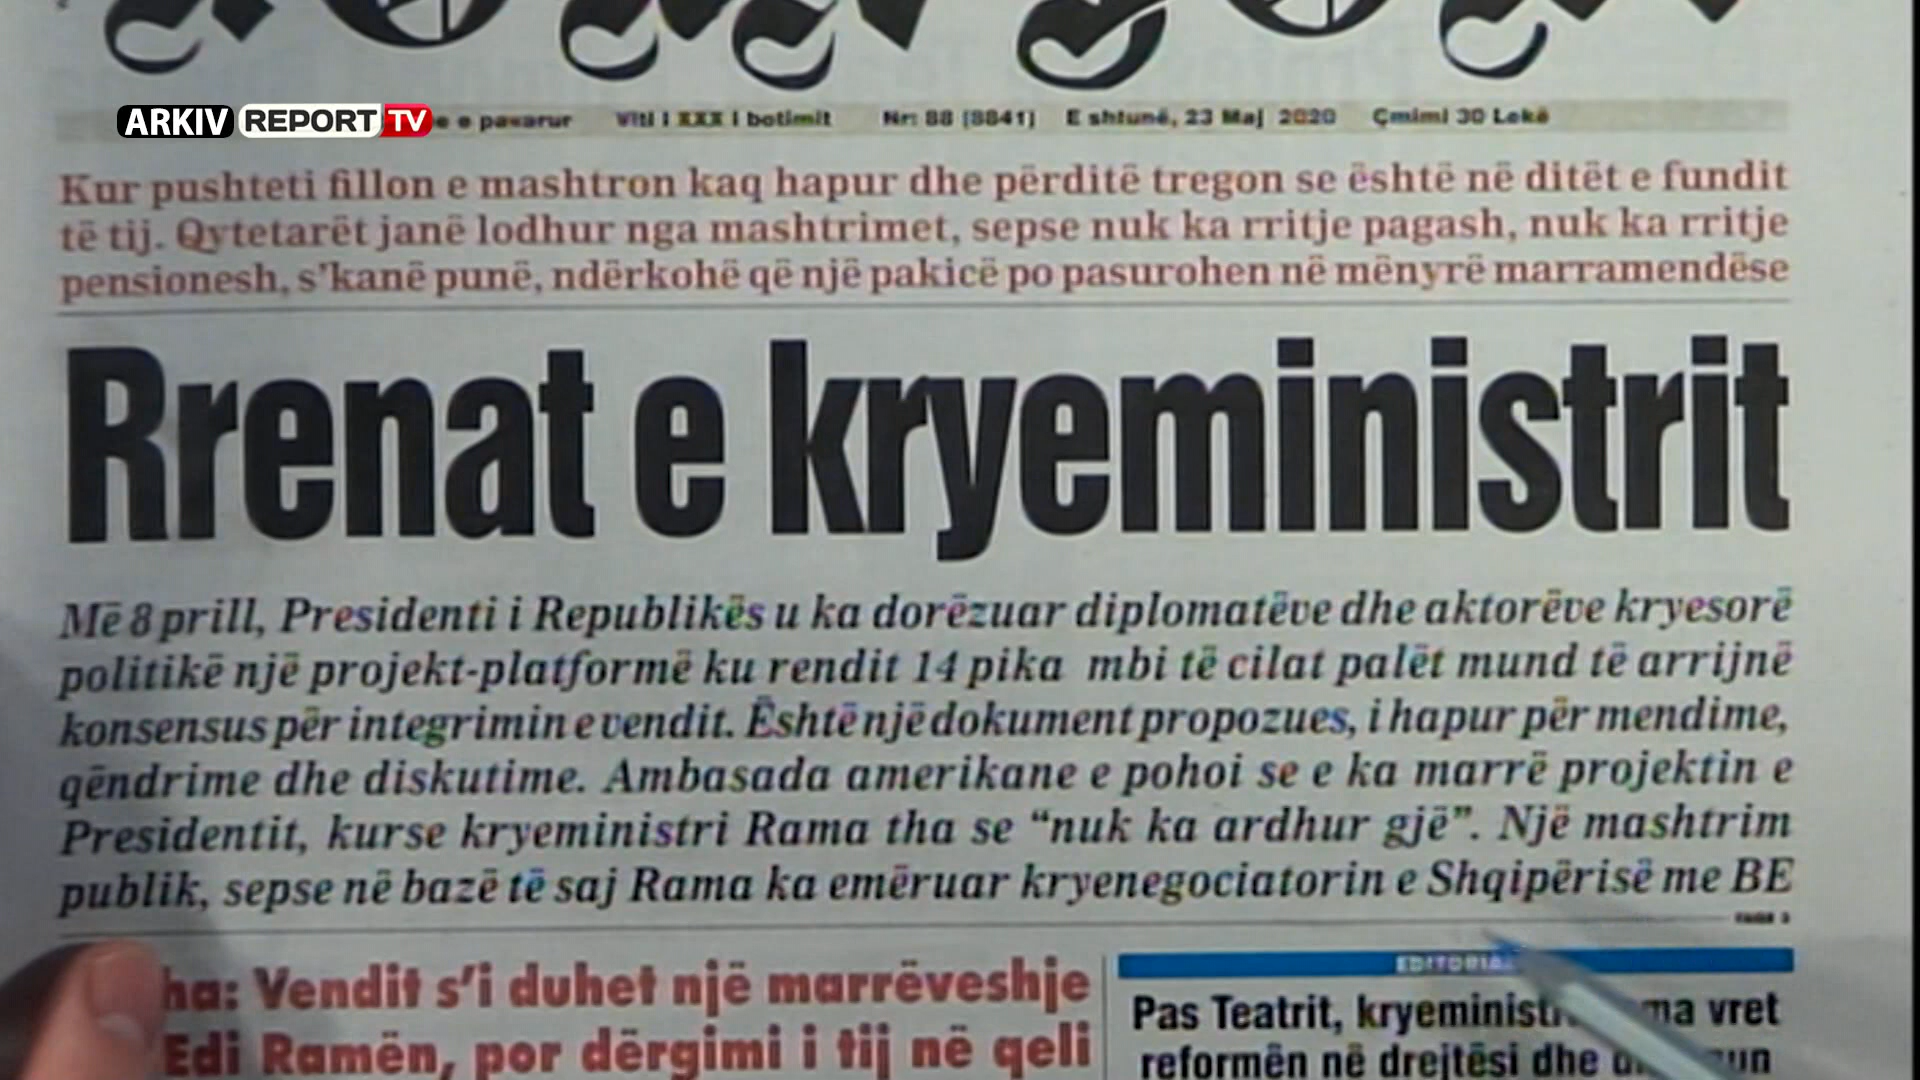 ARKIV REPORT TV
e pavarur Viti i XXX i botimit Nr: 88 (8841) E shtunë, 23 Maj 2020 Çmimi 30 Lekë
Kur pushteti fillon e mashtron kaq hapur dhe përditë tregon se është në ditët e fundit
të tij. Qytetarët janë lodhur nga mashtrimet, sepse nuk ka rritje pagash, nuk ka rritje
pensionesh, s’kanë punë, ndërkohë që një pakicë po pasurohen në mënyrë marramendëse
Rrenat e kryeministrit
Më 8 prill, Presidenti i Republikës u ka dorëzuar diplomatëve dhe aktorëve kryesorë
politikë një projekt-platformë ku rendit 14 pika mbi të cilat palët mund të arrijnë
konsensus për integrimin e vendit. Është një dokument propozues, i hapur për mendime,
qëndrime dhe diskutime. Ambasada amerikane e pohoi se e ka marrë projektin e
Presidentit, kurse kryeministri Rama tha se “nuk ka ardhur gjë”. Një mashtrim
publik, sepse në bazë të saj Rama ka emëruar kryenegociatorin e Shqipërisë me BE
ha: Vendit s’i duhet një marrëveshje
Edi Ramën, por dërgimi i tij në qeli
EDITORIAL
Pas Teatrit, vret
reformën në drejtësi dhe